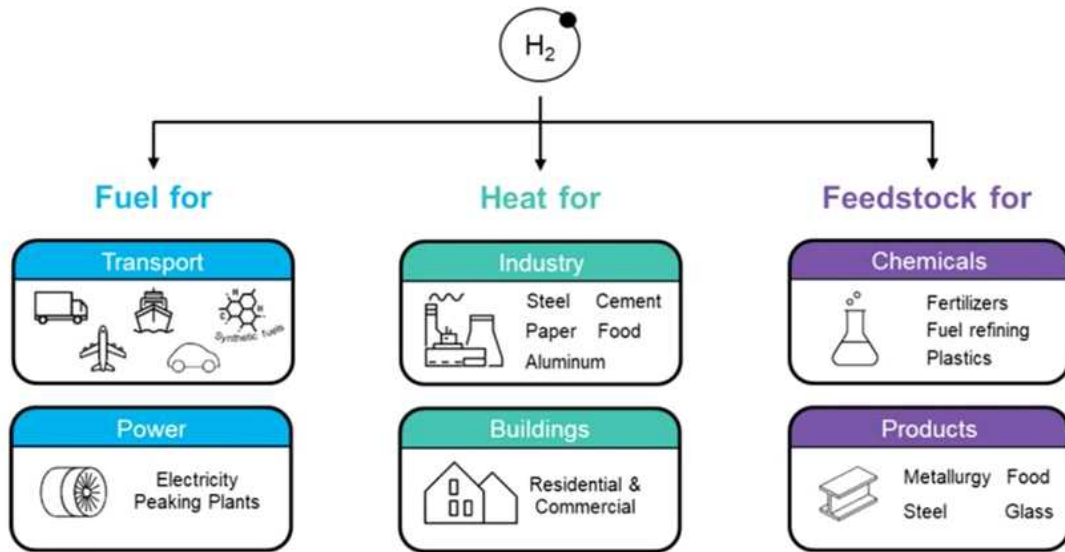 H2
Fuel for
Heat for
Feedstock for
Transport
C
H
H
Synthetic fuels
Industry
Steel Cement
Paper Food
Aluminum
Chemicals
Fertilizers
Fuel refining
Plastics
Power
Electricity
Peaking Plants
Buildings
Residential &
Commercial
Products
Metallurgy Food
Steel Glass